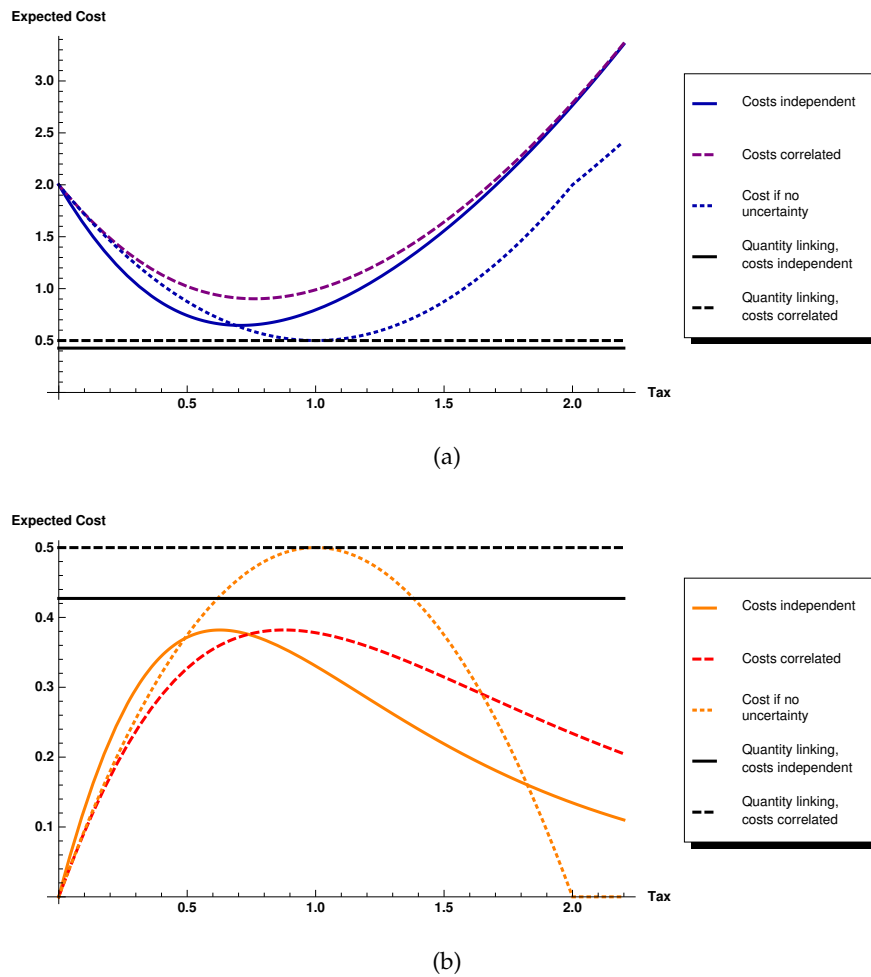 Expected Cost
3.0
2.5
2.0
1.5
1.0
0.5
0.5
1.0
1.5
2.0
Tax
Costs independent
Costs correlated
Cost if no
uncertainty
Quantity linking,
costs independent
Quantity linking,
costs correlated
(a)
Expected Cost
0.5
0.4
0.3
0.2
0.1
0.5
1.0
1.5
2.0
Tax
Costs independent
Costs correlated
Cost if no
uncertainty
Quantity linking,
costs independent
Quantity linking,
costs correlated
(b)